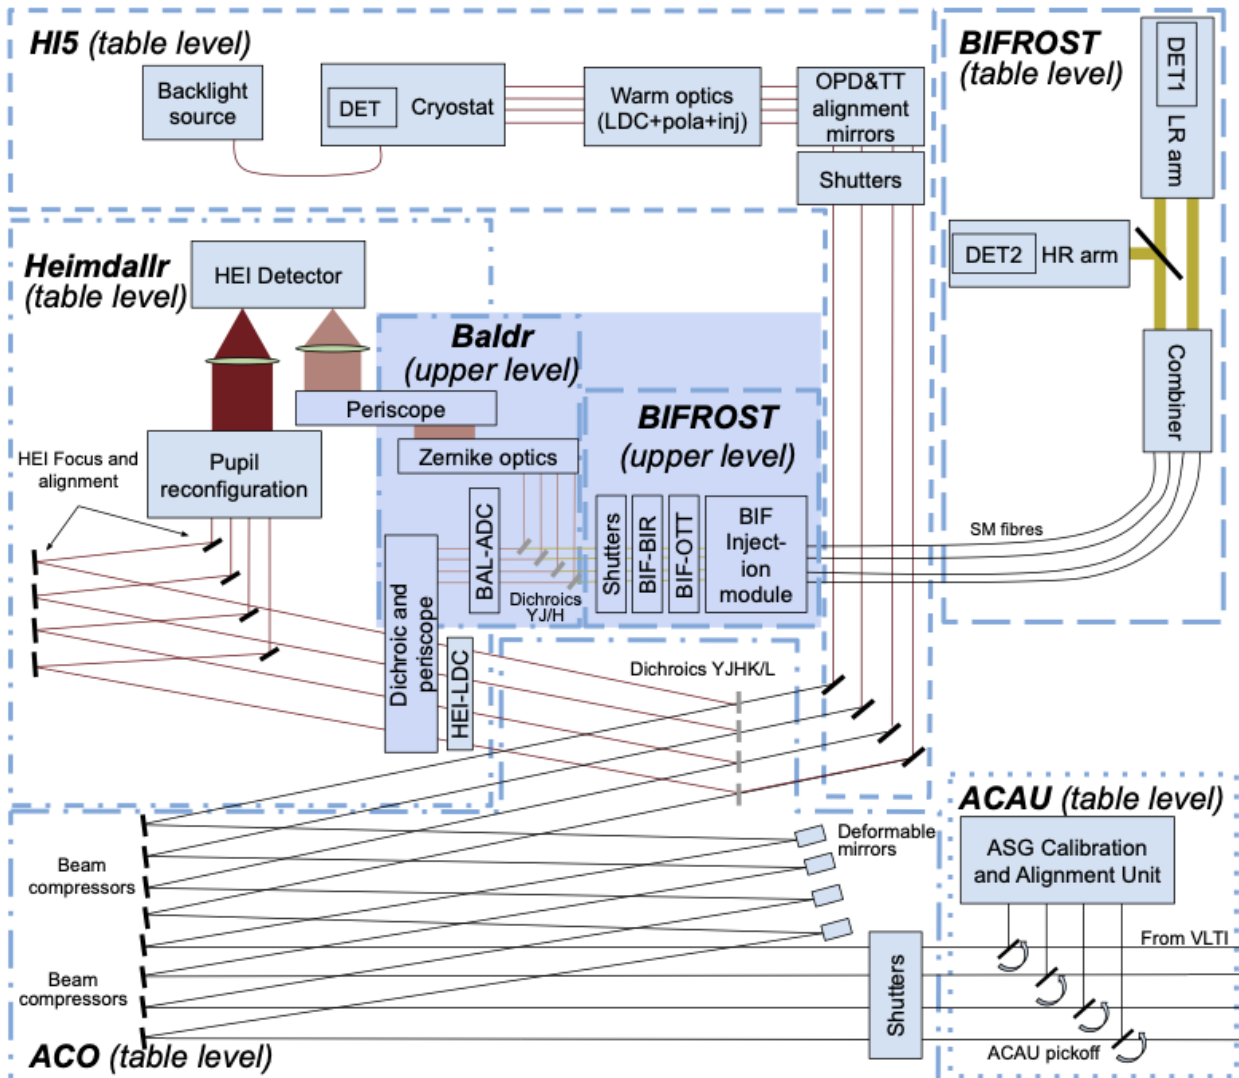 HI5 (table level)
Backlight
source
DET
Cryostat
Warm optics
(LDC+pola+inj)
OPD&TT
alignment
mirrors
Shutters
BIFROST
(table level)
DET1
LR arm
DET2
HR arm
Combiner
SM fibres
Heimdallr
(table level)
HEI Detector
Periscope
Pupil
reconfiguration
HEI Focus and
alignment
Baldr
(upper level)
Zernike optics
BAL-ADC
Dichroics
YJ/H
Dichroic and
periscope
HEI-LDC
BIFROST
(upper level)
Shutters
BIF-BIR
BIF-OTT
BIF
Inject-
ion
module
Dichroics YJHK/L
Beam
compressors
Beam
compressors
Deformable
mirrors
Shutters
ACO (table level)
ACAU (table level)
ASG Calibration
and Alignment Unit
From VLTI
ACAU pickoff